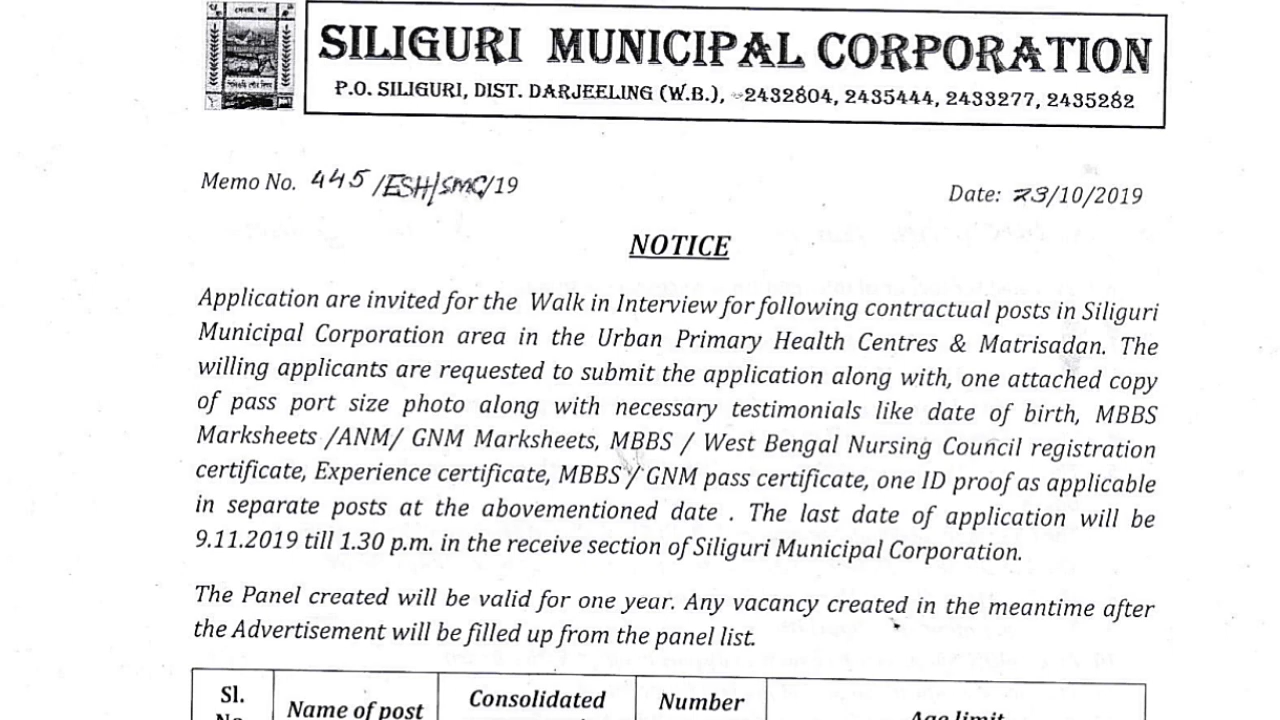 SILIGURI MUNICIPAL CORPORATION
P.O. SILIGURI, DIST. DARJEELING (W.B.), 2432804, 2435444, 2433277, 2435282
Memo No. 445/ESH/SMC/19
Date: 23/10/2019
NOTICE
Application are invited for the Walk in Interview for following contractual posts in Siliguri
Municipal Corporation area in the Urban Primary Health Centres & Matrisadan. The
willing applicants are requested to submit the application along with, one attached copy
of pass port size photo along with necessary testimonials like date of birth, MBBS
Marksheets /ANM/ GNM Marksheets, MBBS / West Bengal Nursing Council registration
certificate, Experience certificate, MBBS / GNM pass certificate, one ID proof as applicable
in separate posts at the abovementioned date . The last date of application will be
9.11.2019 till 1.30 p.m. in the receive section of Siliguri Municipal Corporation.
The Panel created will be valid for one year. Any vacancy created in the meantime after
the Advertisement will be filled up from the panel list.
Sl.
No
Name of post
Consolidated
Number
Age limit